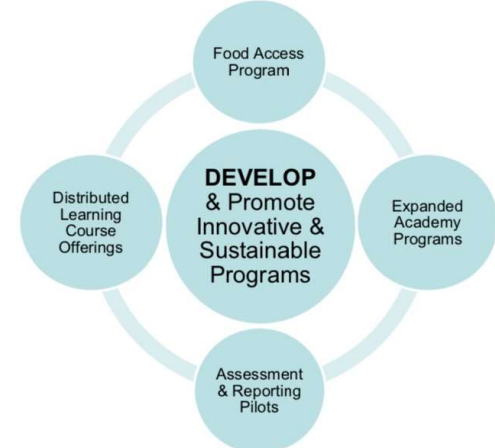 Food Access
Program
DEVELOP
& Promote
Innovative &
Sustainable
Programs
Expanded
Academy
Programs
Assessment
& Reporting
Pilots
Distributed
Learning
Course
Offerings